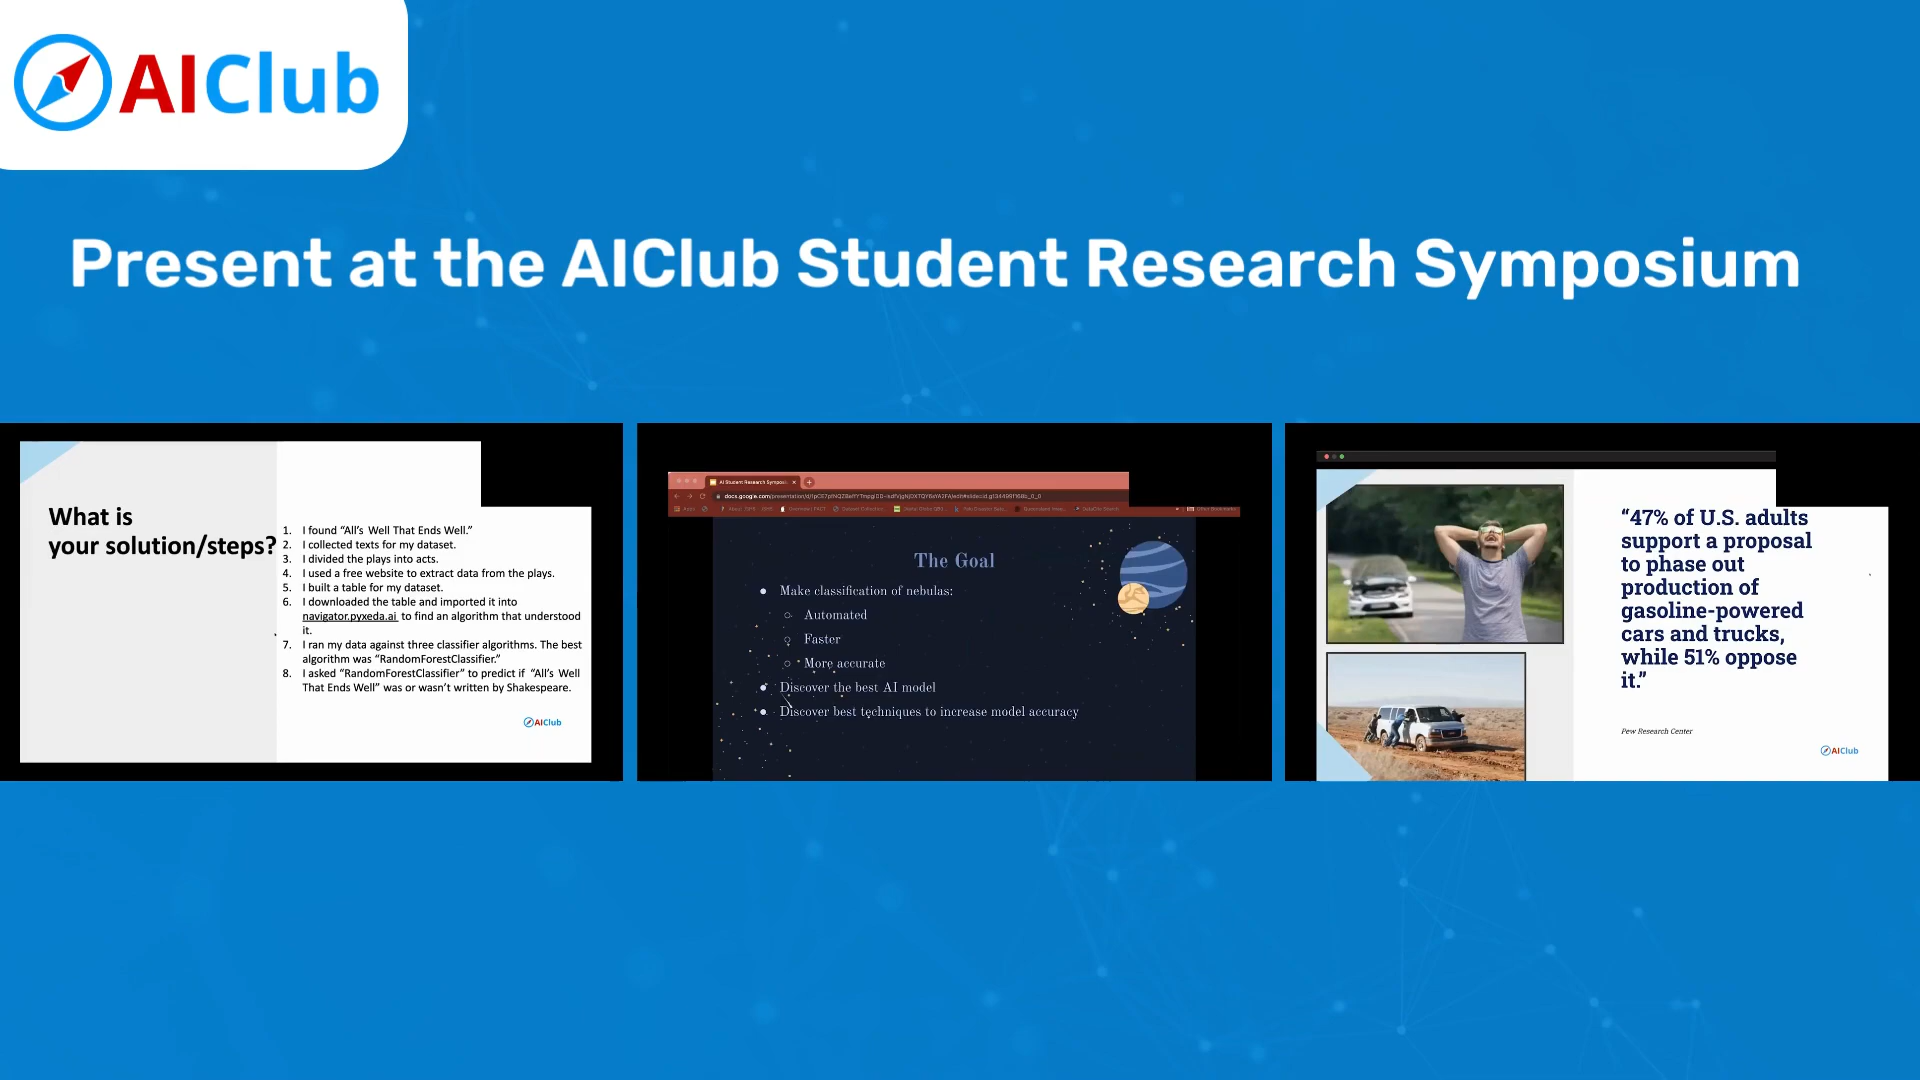 AIClub
Present at the AIClub Student Research Symposium
What is
your solution/steps?
1. I found “All’s Well That Ends Well.”
2. I collected texts for my dataset.
3. I divided the plays into acts.
4. I used a free website to extract data from the plays.
5. I built a table for my dataset.
6. I downloaded the table and imported it into
navigator.pyxeda.ai to find an algorithm that understood
it.
7. I ran my data against three classifier algorithms. The best
algorithm was “RandomForestClassifier.”
8. I asked “RandomForestClassifier” to predict if “All’s Well
That Ends Well” was or wasn’t written by Shakespeare.
AIClub
AI Student Research Sympos
Apps
Other Bookmarks
The Goal
● Make classification of nebulas:
○ Automated
○ Faster
○ More accurate
● Discover the best AI model
● Discover best techniques to increase model accuracy
“47% of U.S. adults
support a proposal
to phase out
production of
gasoline-powered
cars and trucks,
while 51% oppose
it.”
Pew Research Center
AIClub